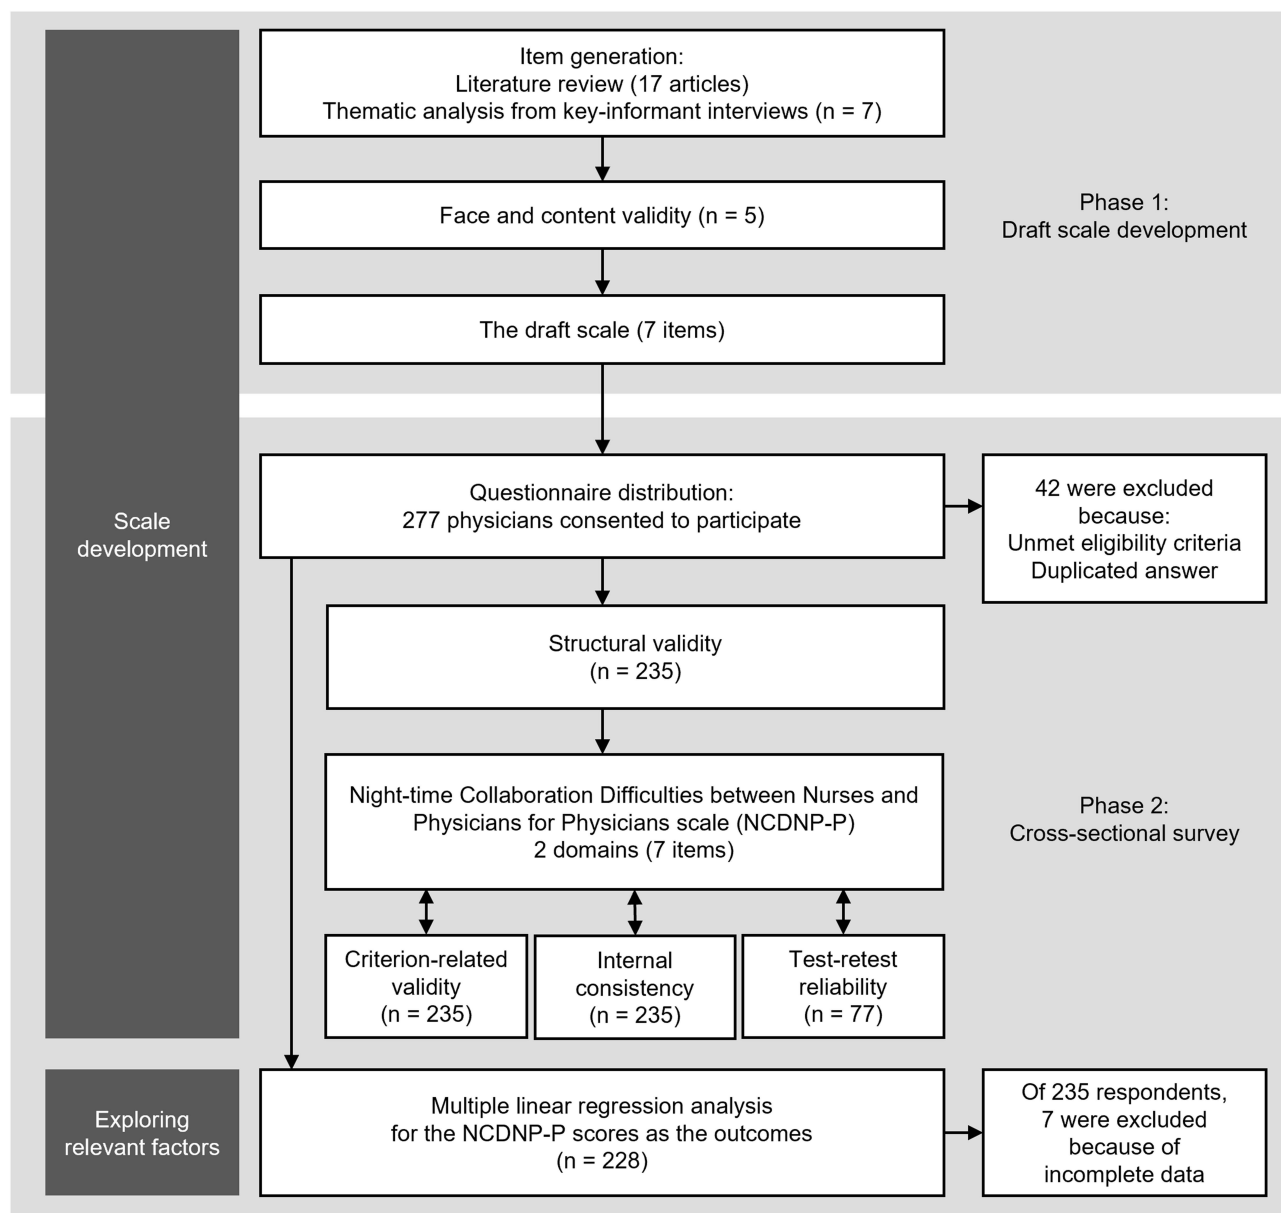 Item generation:
Literature review (17 articles)
Thematic analysis from key-informant interviews (n = 7)
Face and content validity (n = 5)
Phase 1:
Draft scale development
The draft scale (7 items)
Scale
development
Questionnaire distribution:
277 physicians consented to participate
42 were excluded
because:
Unmet eligibility criteria
Duplicated answer
Structural validity
(n = 235)
Night-time Collaboration Difficulties between Nurses and
Physicians for Physicians scale (NCDNP-P)
2 domains (7 items)
Phase 2:
Cross-sectional survey
Criterion-related
validity
(n = 235)
Internal
consistency
(n = 235)
Test-retest
reliability
(n = 77)
Exploring
relevant factors
Multiple linear regression analysis
for the NCDNP-P scores as the outcomes
(n = 228)
Of 235 respondents,
7 were excluded
because of
incomplete data